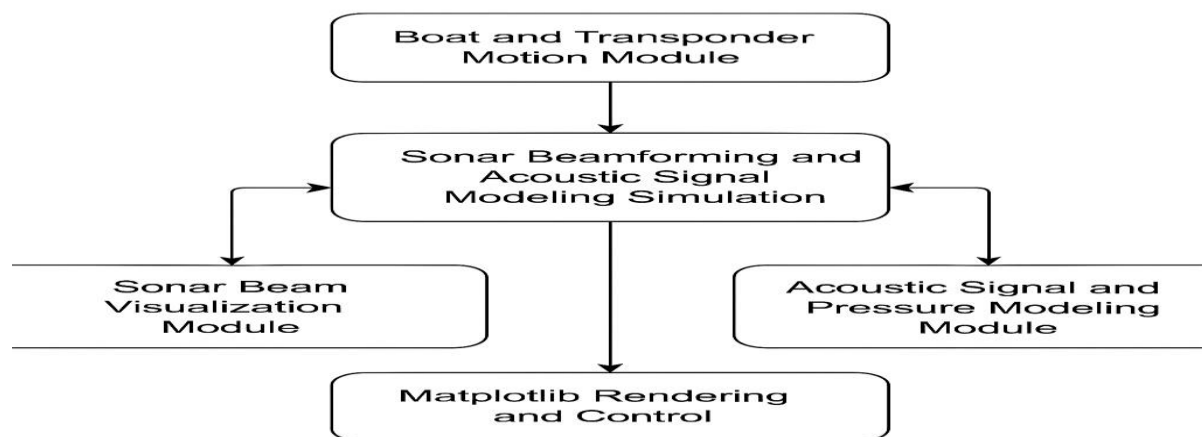 Boat and Transponder
Motion Module
Sonar Beamforming and
Acoustic Signal
Modeling Simulation
Sonar Beam
Visualization
Module
Acoustic Signal and
Pressure Modeling
Module
Matplotlib Rendering
and Control